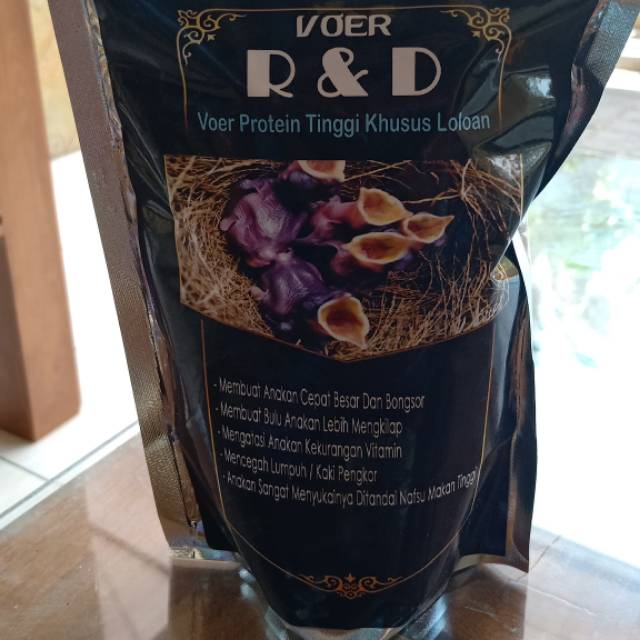 VOER
R & D
Voer Protein Tinggi Khusus Loloan
- Membuat Anakan Cepat Besar Dan Bongsor
- Membuat Bulu Anakan Lebih Mengkilap
- Mengatasi Anakan Kekurangan Vitamin
- Mencegah Lumpuh / Kaki Pengkor
- Anakan Sangat Menyukainya Ditandai Nafsu Makan Tinggi